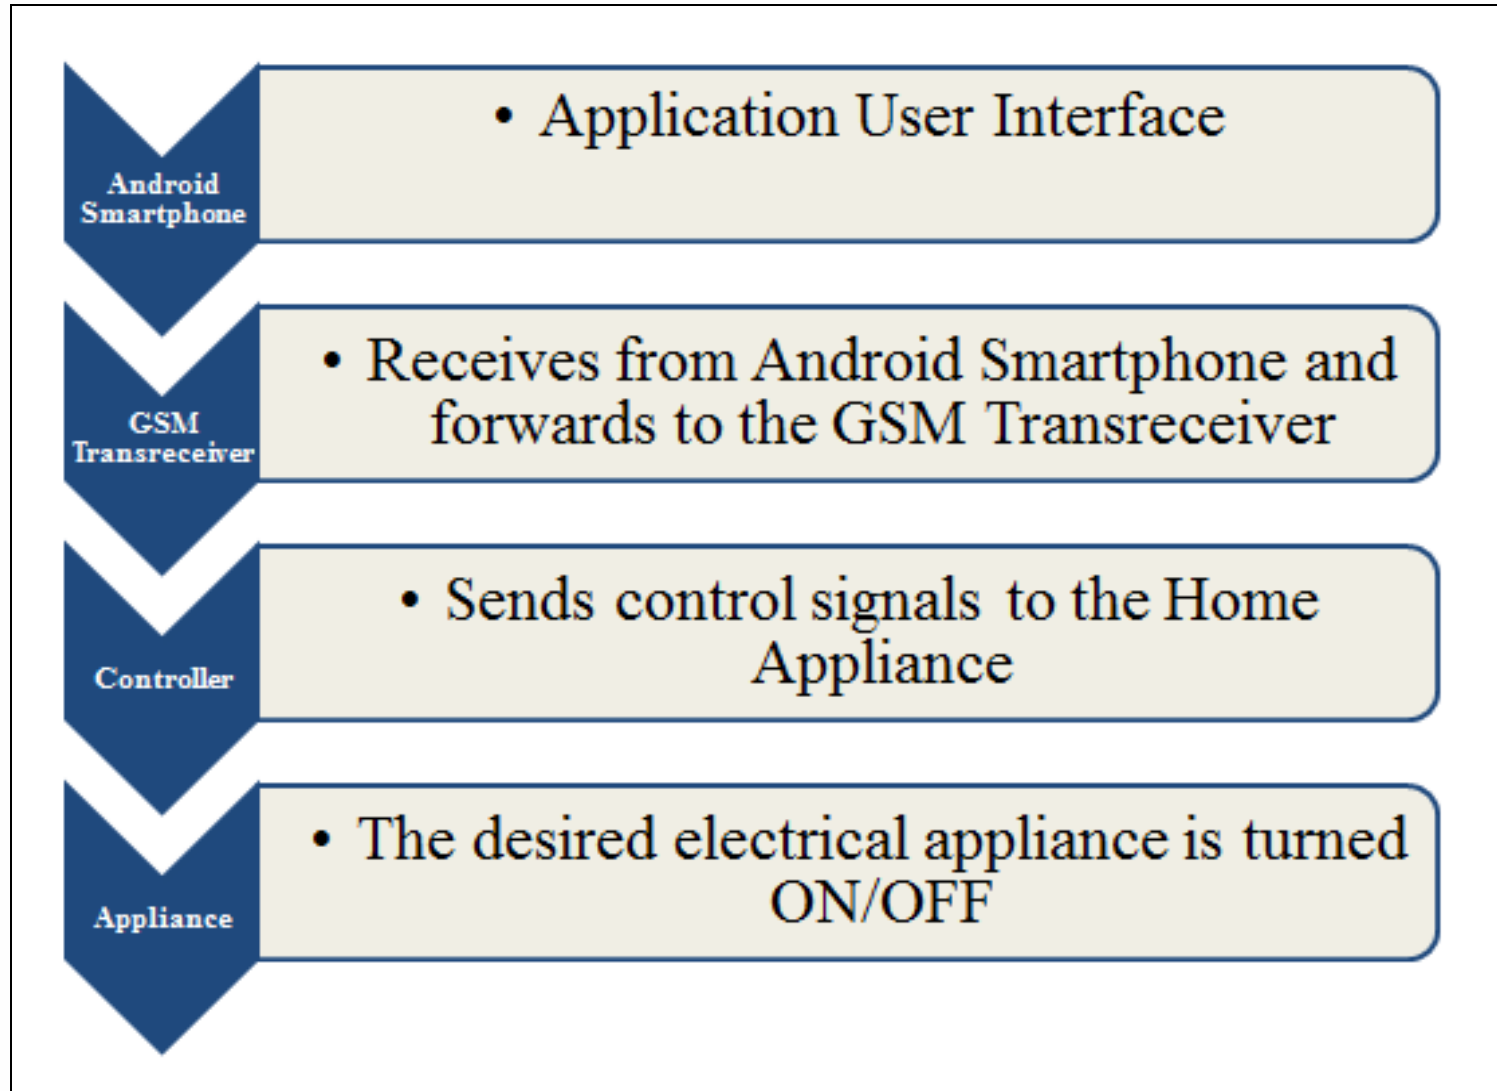 • Application User Interface
Android
Smartphone
• Receives from Android Smartphone and
forwards to the GSM Transreceiver
GSM
Transreceiver
• Sends control signals to the Home
Appliance
Controller
• The desired electrical appliance is turned
ON/OFF
Appliance